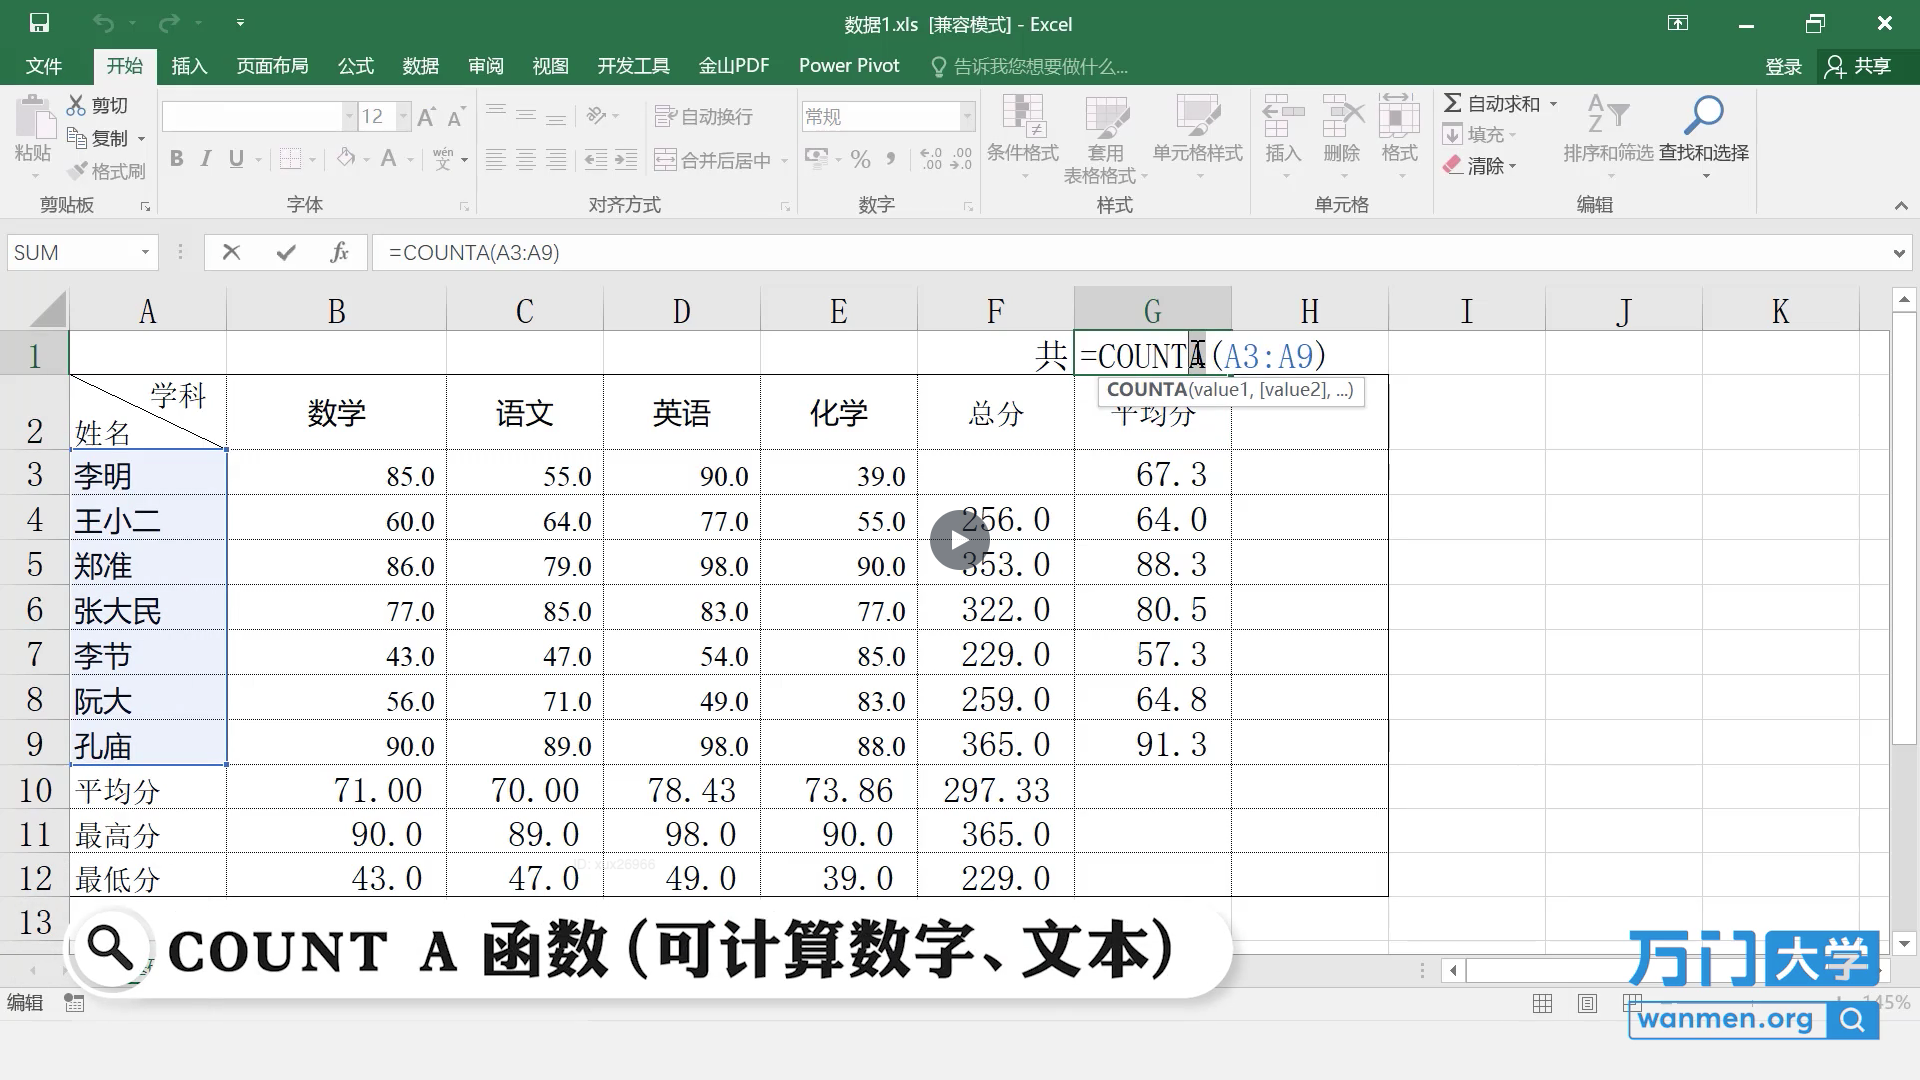 数据1.xls [兼容模式] - Excel
文件 开始 插入 页面布局 公式 数据 审阅 视图 开发工具 金山PDF Power Pivot 告诉我您想要做什么... 登录 共享
剪切 12 自动换行 常规 自动求和
复制 填充
粘贴 格式刷 B I U wén 文 合并后居中 % 条件格式 套用 表格格式 单元格样式 插入 删除 格式 清除 排序和筛选 查找和选择
剪贴板 字体 对齐方式 数字 样式 单元格 编辑
SUM fx =COUNTA(A3:A9)
A B C D E F G H I J K
1 共 =COUNTA(A3:A9)
COUNTA(value1, [value2], ...)
2 学科 姓名 数学 语文 英语 化学 总分 平均分
3 李明 85.0 55.0 90.0 39.0 67.3
4 王小二 60.0 64.0 77.0 55.0 256.0 64.0
5 郑准 86.0 79.0 98.0 90.0 353.0 88.3
6 张大民 77.0 85.0 83.0 77.0 322.0 80.5
7 李节 43.0 47.0 54.0 85.0 229.0 57.3
8 阮大 56.0 71.0 49.0 83.0 259.0 64.8
9 孔庙 90.0 89.0 98.0 88.0 365.0 91.3
10 平均分 71.00 70.00 78.43 73.86 297.33
11 最高分 90.0 89.0 98.0 90.0 365.0
12 最低分 43.0 47.0 49.0 39.0 229.0
13
COUNT A 函数(可计算数字、文本)
万门大学
编辑 145%
wanmen.org